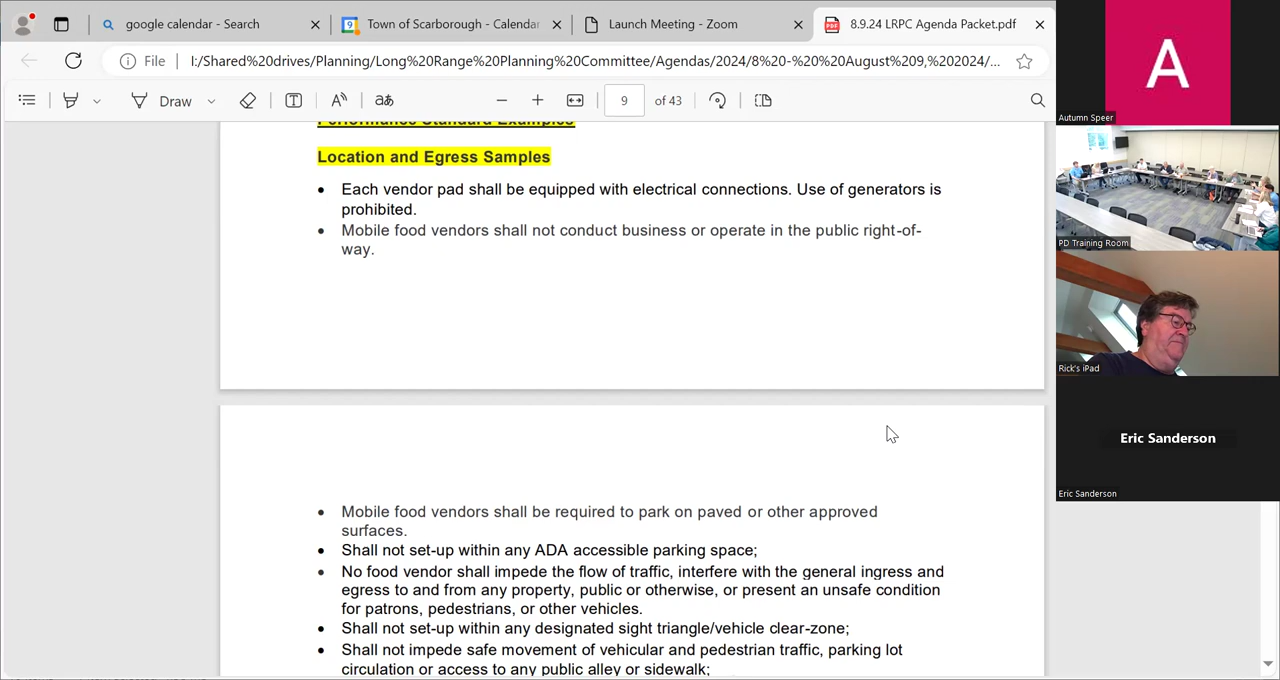 google calendar - Search
Town of Scarborough - Calendar
Launch Meeting - Zoom
8.9.24 LRPC Agenda Packet.pdf
File
I:/Shared%20drives/Planning/Long%20Range%20Planning%20Committee/Agendas/2024/8%20-%20%20August%209,%202024/...
Draw
9 of 43
Performance Standard Examples
Location and Egress Samples
• Each vendor pad shall be equipped with electrical connections. Use of generators is
prohibited.
• Mobile food vendors shall not conduct business or operate in the public right-of-
way.
• Mobile food vendors shall be required to park on paved or other approved
surfaces.
• Shall not set-up within any ADA accessible parking space;
• No food vendor shall impede the flow of traffic, interfere with the general ingress and
egress to and from any property, public or otherwise, or present an unsafe condition
for patrons, pedestrians, or other vehicles.
• Shall not set-up within any designated sight triangle/vehicle clear-zone;
• Shall not impede safe movement of vehicular and pedestrian traffic, parking lot
circulation or access to any public alley or sidewalk;
A
Autumn Speer
PD Training Room
Rick's iPad
Eric Sanderson
Eric Sanderson